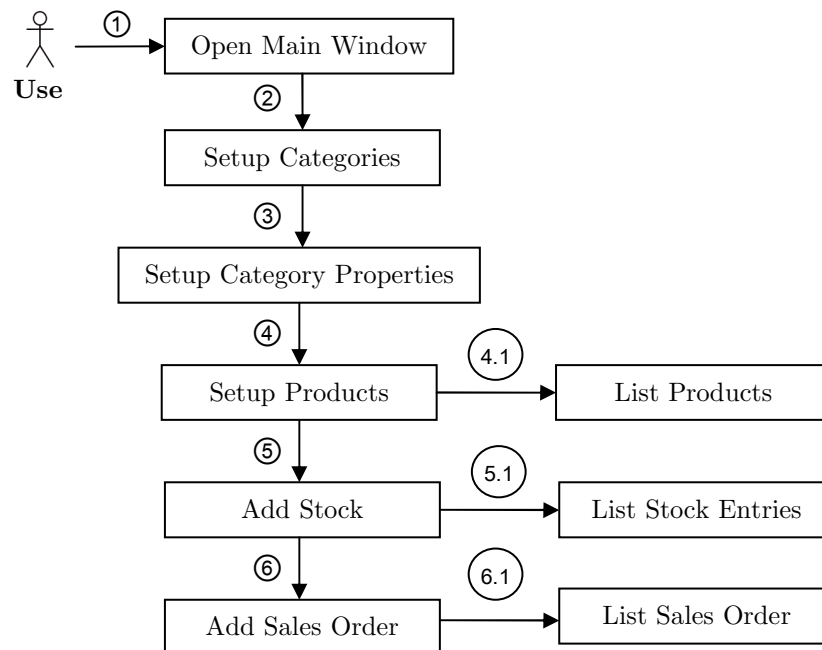 1
Open Main Window
Use
2
Setup Categories
3
Setup Category Properties
4
4.1
Setup Products
List Products
5
5.1
Add Stock
List Stock Entries
6
6.1
Add Sales Order
List Sales Order